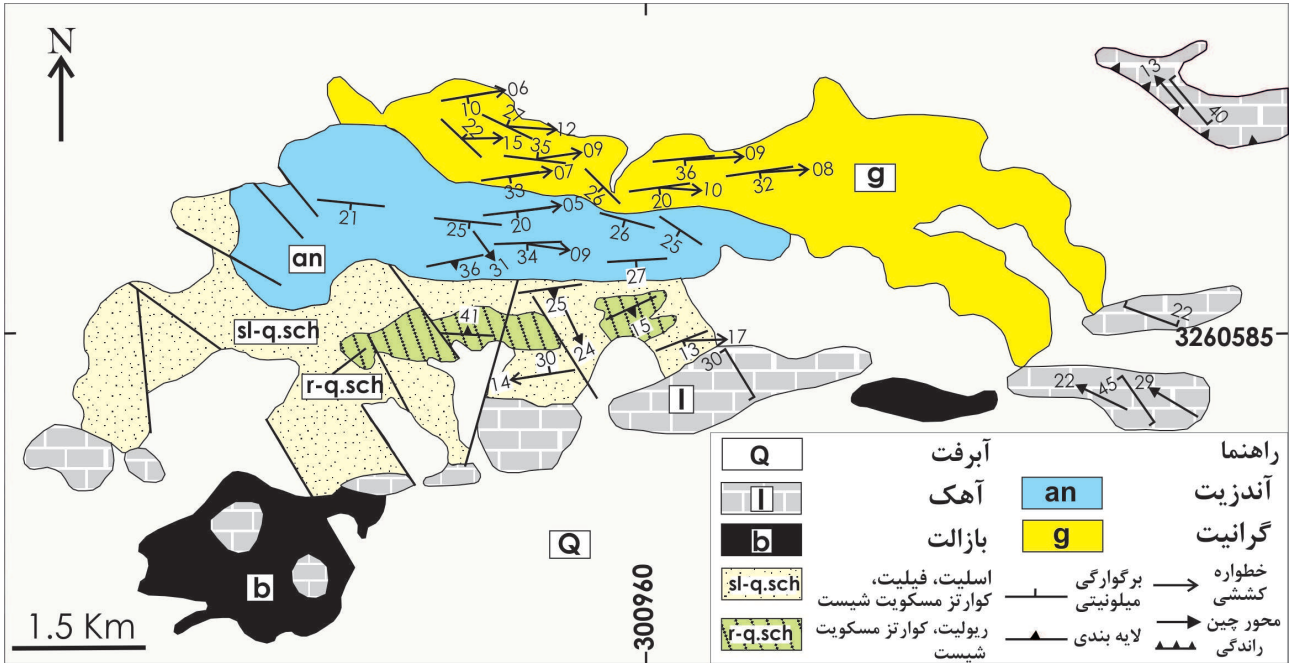 N
06
10
27
12
22
15
35
09
07
33
26
09
36
08
32
20
10
g
13
40
21
05
25
20
26
25
an
36
31
34
09
27
25
41
15
sl-q.sch
24
13
17
30
30
14
r-q.sch
l
22
3260585
22
45
29
b
Q
300960
1.5 Km
راهنما
Q آبرفت
l آهک
b بازالت
an آندزیت
g گرانیت
sl-q.sch اسلیت، فیلیت،
کوارتز مسکویت شیست
r-q.sch ریولیت، کوارتز مسکویت
شیست
برگوارگی
میلونیتی
لایه بندی
خطواره
کششی
محور چین
راندگی